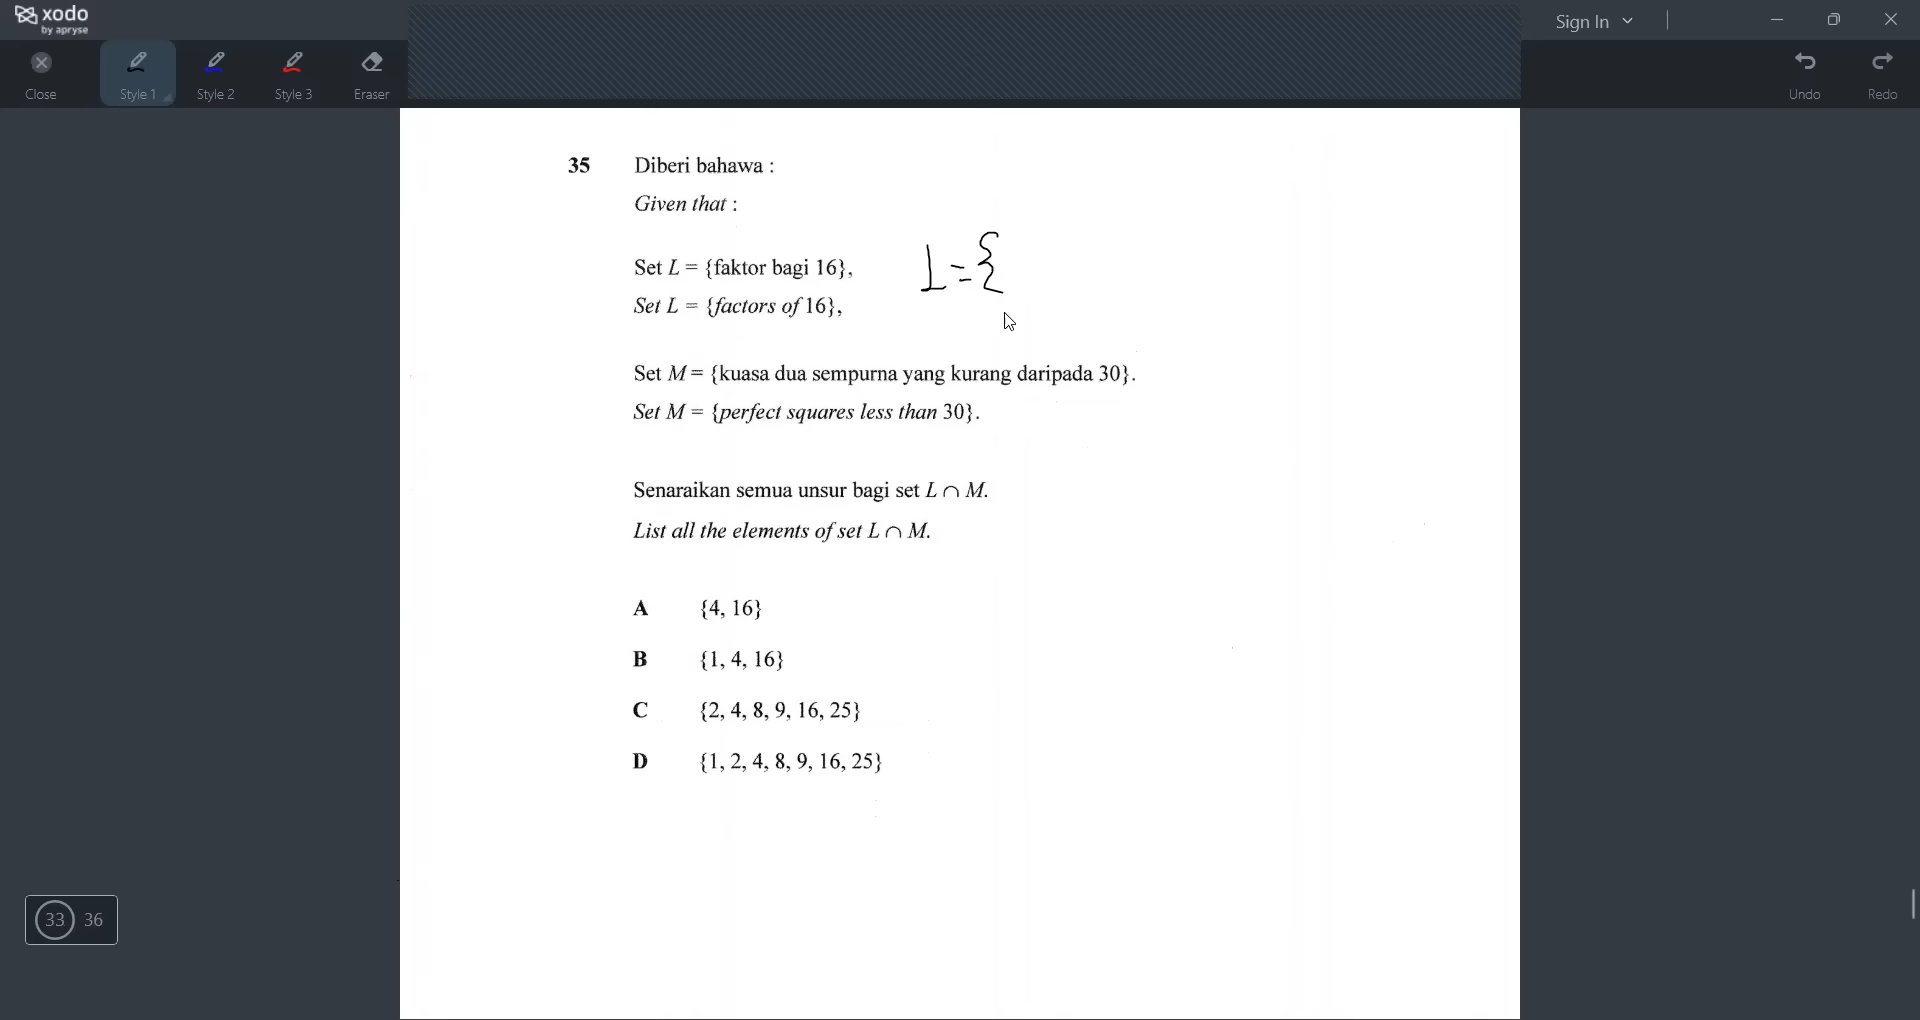 xodo
by apryse
Sign In
Close
Style 1
Style 2
Style 3
Eraser
Undo
Redo
35 Diberi bahawa :
Given that :
Set L = {faktor bagi 16},
L = {
Set L = {factors of 16},
Set M = {kuasa dua sempurna yang kurang daripada 30}.
Set M = {perfect squares less than 30}.
Senaraikan semua unsur bagi set L ∩ M.
List all the elements of set L ∩ M.
A {4, 16}
B {1, 4, 16}
C {2, 4, 8, 9, 16, 25}
D {1, 2, 4, 8, 9, 16, 25}
33 36